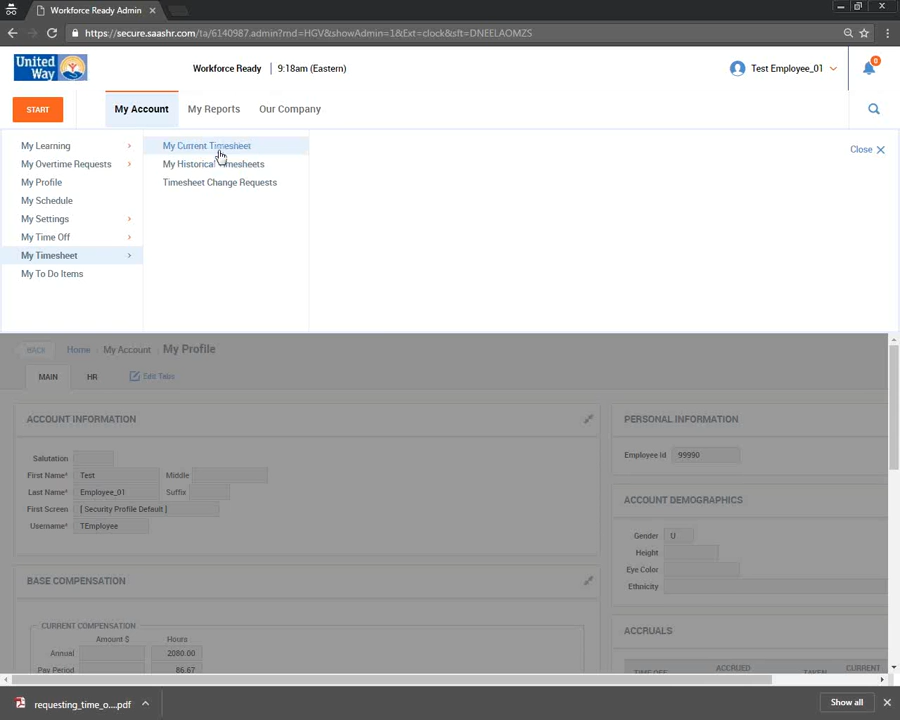 Workforce Ready Admin
https://secure.saashr.com/ta/6140987.admin?rnd=HGV&showAdmin=1&Ext=clock&sft=DNEELAOMZS
United Way
Workforce Ready 9:18am (Eastern)
Test Employee_01
0
START
My Account
My Reports
Our Company
My Learning
My Overtime Requests
My Profile
My Schedule
My Settings
My Time Off
My Timesheet
My To Do Items
My Current Timesheet
My Historical Timesheets
Timesheet Change Requests
Close
BACK Home My Account My Profile
MAIN HR Edit Tabs
ACCOUNT INFORMATION
Salutation
First Name* Test Middle
Last Name* Employee_01 Suffix
First Screen [ Security Profile Default ]
Username* TEmployee
BASE COMPENSATION
CURRENT COMPENSATION
Amount $ Hours
Annual 2080.00
Pay Period 86.67
PERSONAL INFORMATION
Employee Id 99990
ACCOUNT DEMOGRAPHICS
Gender U
Height
Eye Color
Ethnicity
ACCRUALS
TIME OFF ACCRUED TAKEN CURRENT
requesting_time_o....pdf
Show all